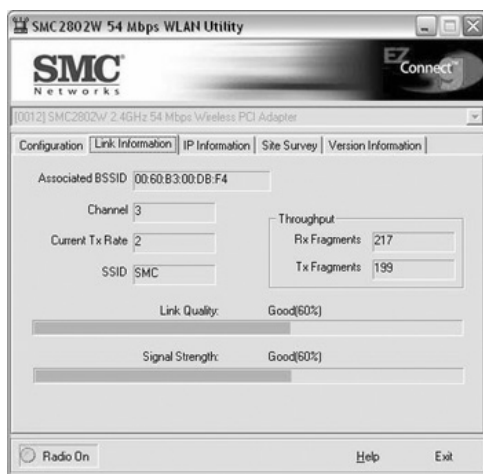 SMC2802W 54 Mbps WLAN Utility
SMC
Networks
EZ Connect g
[0012] SMC2802W 2.4GHz 54 Mbps Wireless PCI Adapter
Configuration Link Information IP Information Site Survey Version Information
Associated BSSID 00:60:B3:00:DB:F4
Channel 3
Current Tx Rate 2
SSID SMC
Throughput
Rx Fragments 217
Tx Fragments 199
Link Quality: Good(60%)
Signal Strength: Good(60%)
Radio On Help Exit